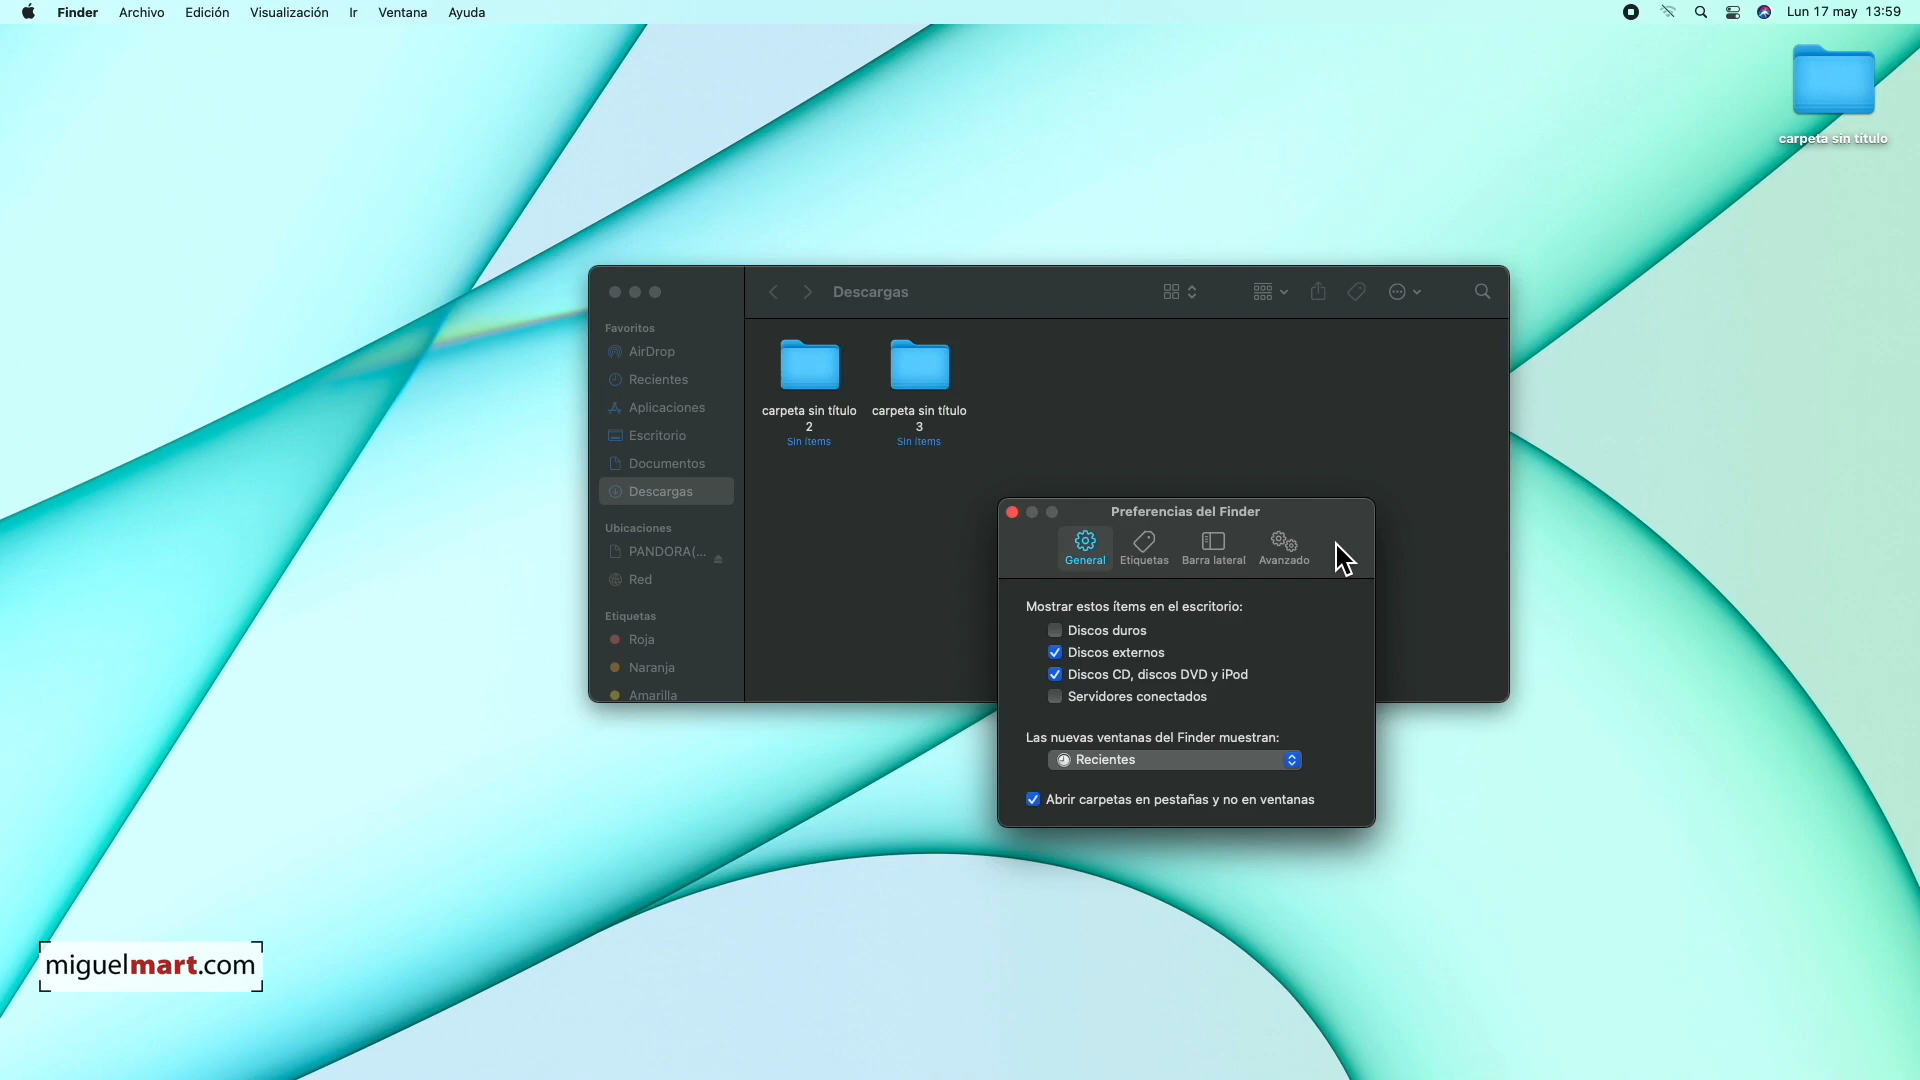 Finder Archivo Edición Visualización Ir Ventana Ayuda
Lun 17 may 13:59
carpeta sin título
Descargas
Favoritos
AirDrop
Recientes
Aplicaciones
Escritorio
Documentos
Descargas
Ubicaciones
PANDORA(...
Red
Etiquetas
Roja
Naranja
Amarilla
carpeta sin título
2
Sin ítems
carpeta sin título
3
Sin ítems
Preferencias del Finder
General Etiquetas Barra lateral Avanzado
Mostrar estos ítems en el escritorio:
Discos duros
Discos externos
Discos CD, discos DVD y iPod
Servidores conectados
Las nuevas ventanas del Finder muestran:
Recientes
Abrir carpetas en pestañas y no en ventanas
miguelmart.com